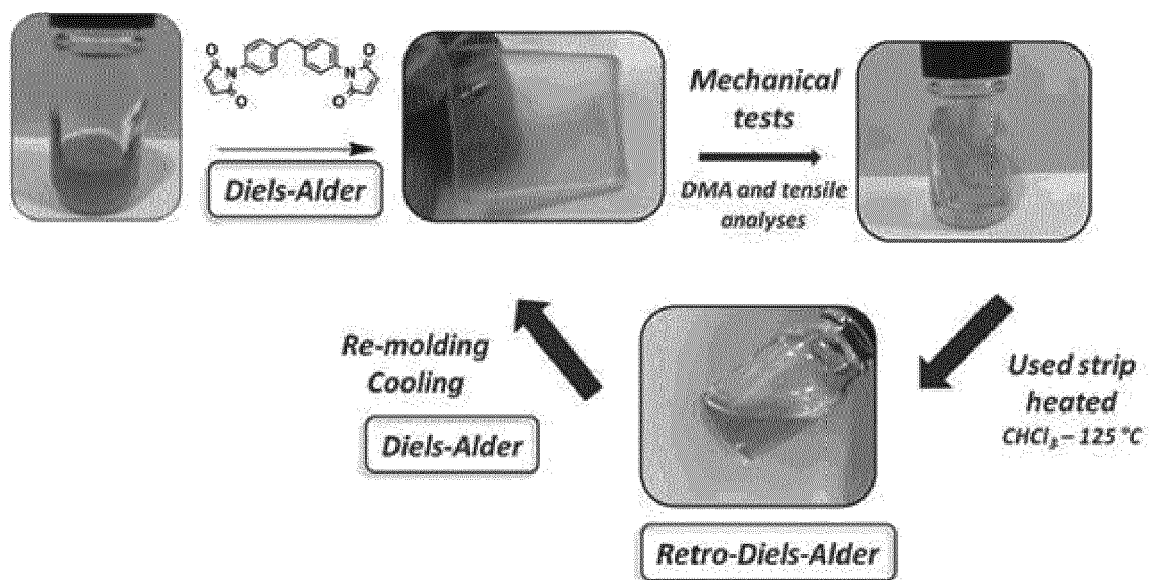 O
O
N
N
O
O
Diels-Alder
Mechanical
tests
DMA and tensile
analyses
Re-molding
Cooling
Diels-Alder
Used strip
heated
CHCl₃ – 125 °C
Retro-Diels-Alder